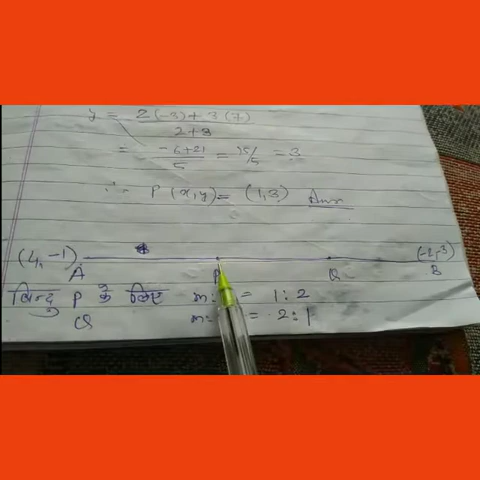 y = 2(-3)+3(7)
2+3
= -6+21 / 5 = 15/5 = 3
∴ P(x,y) = (1,3) Ans
(4,-1) (-2,-3)
A P Q B
बिन्दु P के लिए m: = 1:2
Q m: = 2:1